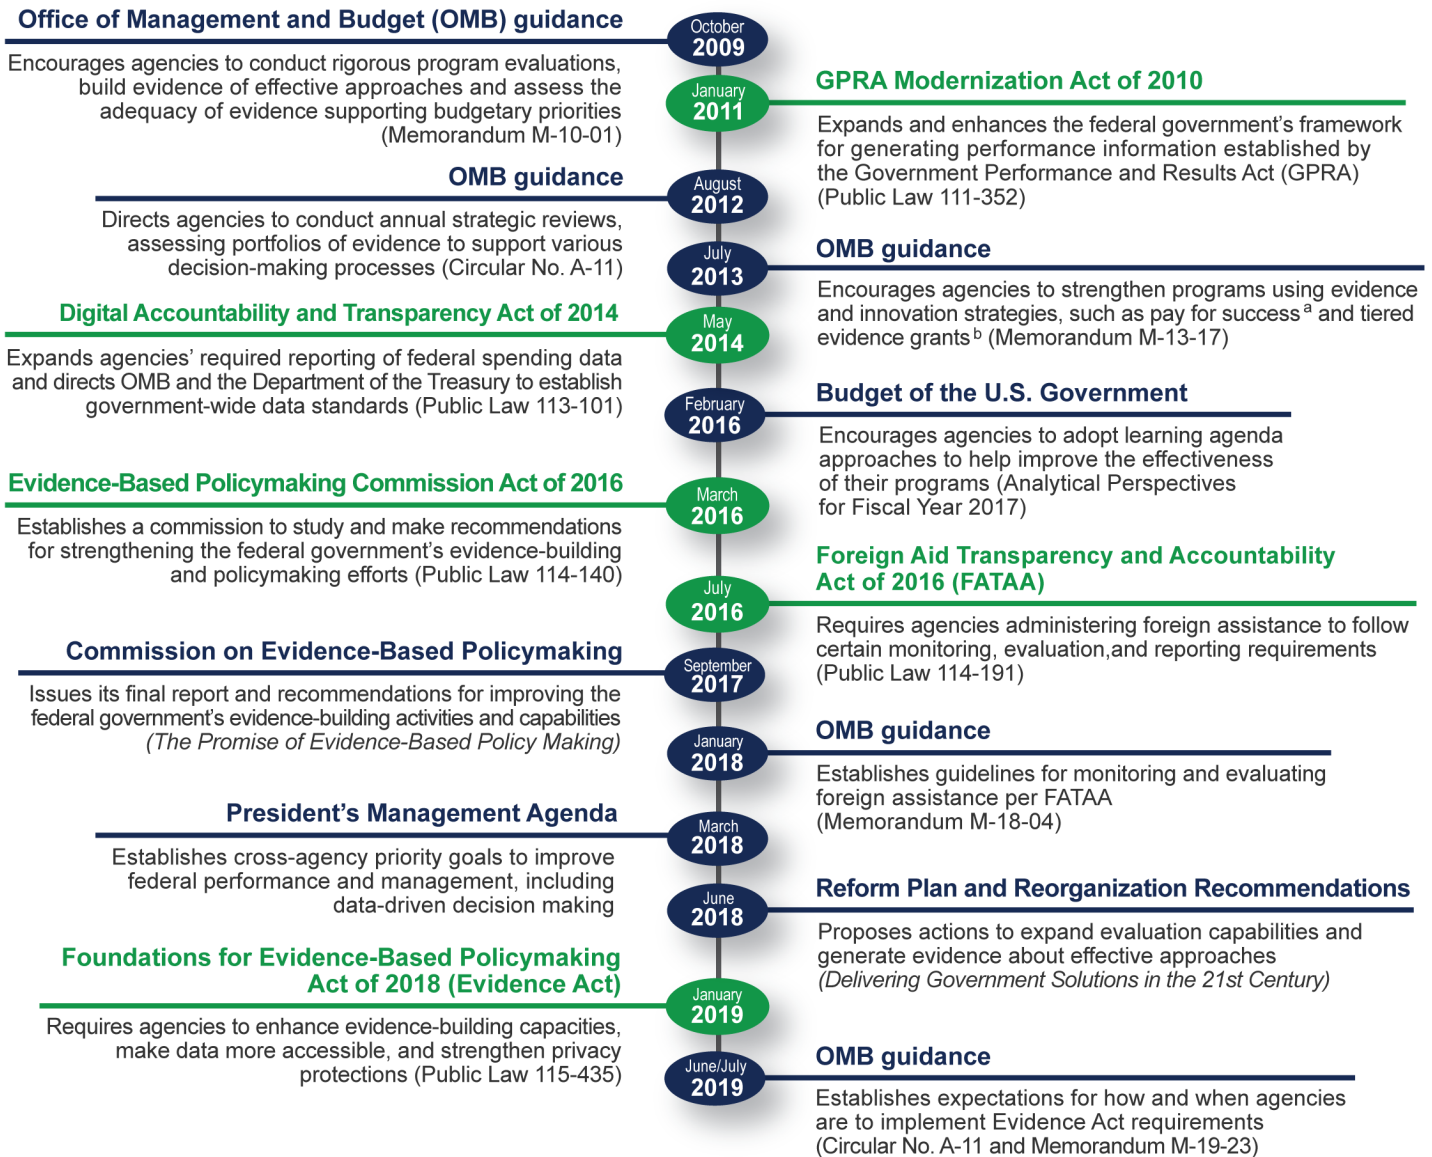 Office of Management and Budget (OMB) guidance
October
2009
Encourages agencies to conduct rigorous program evaluations,
build evidence of effective approaches and assess the
adequacy of evidence supporting budgetary priorities
(Memorandum M-10-01)
January
2011
GPRA Modernization Act of 2010
Expands and enhances the federal government’s framework
for generating performance information established by
the Government Performance and Results Act (GPRA)
(Public Law 111-352)
OMB guidance
August
2012
Directs agencies to conduct annual strategic reviews,
assessing portfolios of evidence to support various
decision-making processes (Circular No. A-11)
July
2013
OMB guidance
Encourages agencies to strengthen programs using evidence
and innovation strategies, such as pay for success a and tiered
evidence grants b (Memorandum M-13-17)
Digital Accountability and Transparency Act of 2014
May
2014
Expands agencies’ required reporting of federal spending data
and directs OMB and the Department of the Treasury to establish
government-wide data standards (Public Law 113-101)
February
2016
Budget of the U.S. Government
Encourages agencies to adopt learning agenda
approaches to help improve the effectiveness
of their programs (Analytical Perspectives
for Fiscal Year 2017)
Evidence-Based Policymaking Commission Act of 2016
March
2016
Establishes a commission to study and make recommendations
for strengthening the federal government’s evidence-building
and policymaking efforts (Public Law 114-140)
July
2016
Foreign Aid Transparency and Accountability
Act of 2016 (FATAA)
Requires agencies administering foreign assistance to follow
certain monitoring, evaluation,and reporting requirements
(Public Law 114-191)
Commission on Evidence-Based Policymaking
September
2017
Issues its final report and recommendations for improving the
federal government’s evidence-building activities and capabilities
(The Promise of Evidence-Based Policy Making)
January
2018
OMB guidance
Establishes guidelines for monitoring and evaluating
foreign assistance per FATAA
(Memorandum M-18-04)
President’s Management Agenda
March
2018
Establishes cross-agency priority goals to improve
federal performance and management, including
data-driven decision making
June
2018
Reform Plan and Reorganization Recommendations
Proposes actions to expand evaluation capabilities and
generate evidence about effective approaches
(Delivering Government Solutions in the 21st Century)
Foundations for Evidence-Based Policymaking
Act of 2018 (Evidence Act)
January
2019
Requires agencies to enhance evidence-building capacities,
make data more accessible, and strengthen privacy
protections (Public Law 115-435)
June/July
2019
OMB guidance
Establishes expectations for how and when agencies
are to implement Evidence Act requirements
(Circular No. A-11 and Memorandum M-19-23)